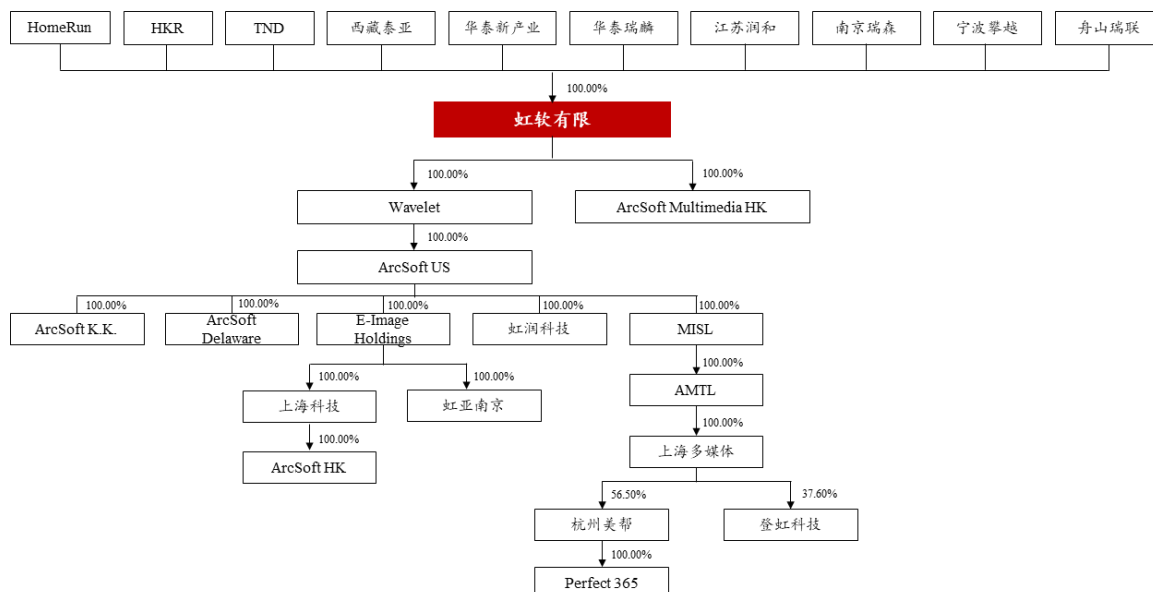 HomeRun
HKR
TND
西藏泰亚
华泰新产业
华泰瑞麟
江苏润和
南京瑞森
宁波攀越
舟山瑞联
100.00%
虹软有限
100.00%
100.00%
Wavelet
ArcSoft Multimedia HK
100.00%
ArcSoft US
100.00%
100.00%
100.00%
100.00%
100.00%
ArcSoft K.K.
ArcSoft
Delaware
E-Image
Holdings
虹润科技
MISL
100.00%
100.00%
100.00%
上海科技
虹亚南京
AMTL
100.00%
100.00%
ArcSoft HK
上海多媒体
56.50%
37.60%
杭州美帮
登虹科技
100.00%
Perfect 365